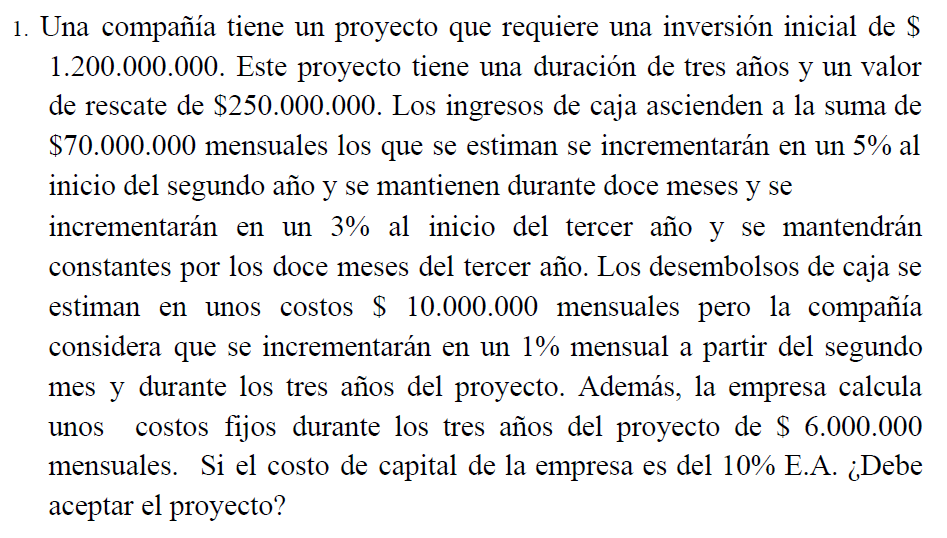 1. Una compañía tiene un proyecto que requiere una inversión inicial de $
1.200.000.000. Este proyecto tiene una duración de tres años y un valor
de rescate de $250.000.000. Los ingresos de caja ascienden a la suma de
$70.000.000 mensuales los que se estiman se incrementarán en un 5% al
inicio del segundo año y se mantienen durante doce meses y se
incrementarán en un 3% al inicio del tercer año y se mantendrán
constantes por los doce meses del tercer año. Los desembolsos de caja se
estiman en unos costos $ 10.000.000 mensuales pero la compañía
considera que se incrementarán en un 1% mensual a partir del segundo
mes y durante los tres años del proyecto. Además, la empresa calcula
unos costos fijos durante los tres años del proyecto de $ 6.000.000
mensuales. Si el costo de capital de la empresa es del 10% E.A. ¿Debe
aceptar el proyecto?